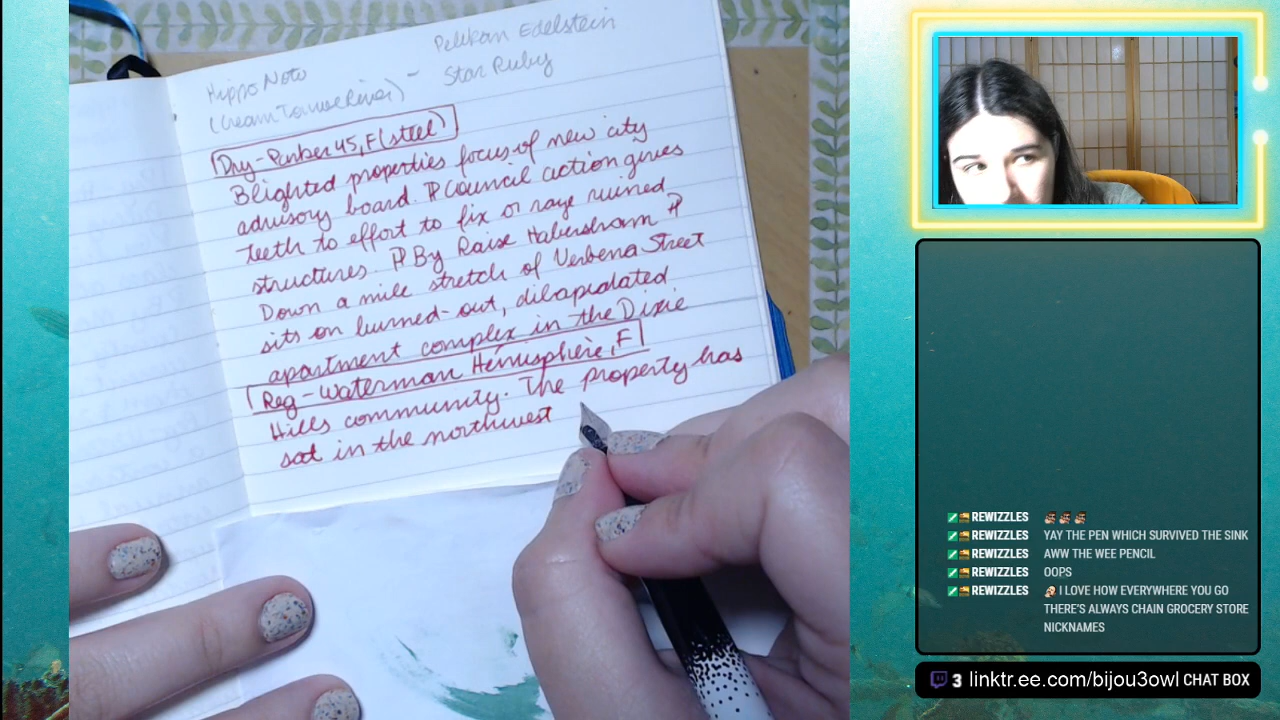 Hippo Noto
(Cream Tomoe River) -
Pelikan Edelstein
Star Ruby
Dry - Parker 45, F (steel)
Blighted properties focus of new city
advisory board. ¶ Council action gives
teeth to effort to fix or raze ruined
structures. ¶ By Raise Habersham ¶
Down a mile stretch of Verbena Street
sits on burned-out, dilapidated
apartment complex in the Dixie
Reg - Waterman Hémisphère, F
Hills community. The property has
sat in the northwest
REWIZZLES
REWIZZLES YAY THE PEN WHICH SURVIVED THE SINK
REWIZZLES AWW THE WEE PENCIL
REWIZZLES OOPS
REWIZZLES I LOVE HOW EVERYWHERE YOU GO
THERE'S ALWAYS CHAIN GROCERY STORE
NICKNAMES
3 linktr.ee.com/bijou3owl CHAT BOX